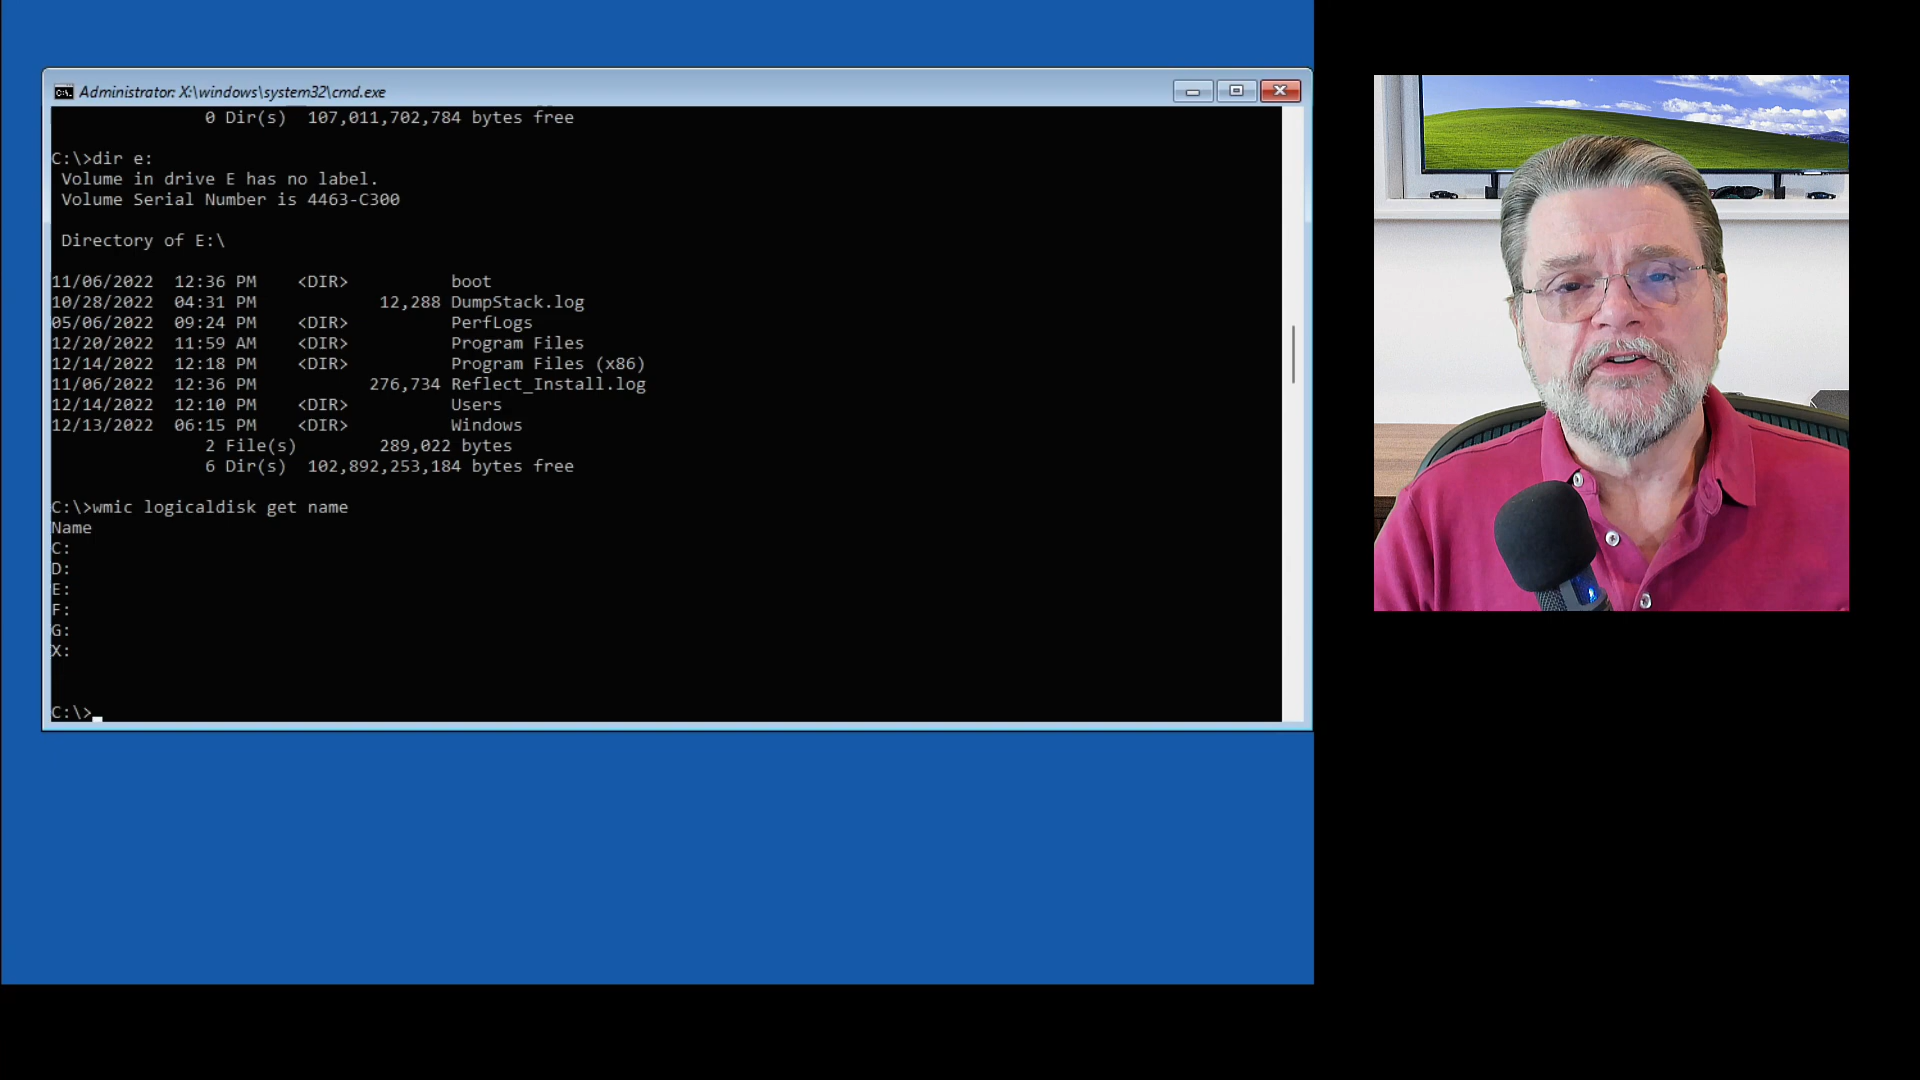 Administrator: X:\windows\system32\cmd.exe
0 Dir(s)  107,011,702,784 bytes free
C:\>dir e:
Volume in drive E has no label.
Volume Serial Number is 4463-C300
Directory of E:\
11/06/2022  12:36 PM    <DIR>          boot
10/28/2022  04:31 PM            12,288 DumpStack.log
05/06/2022  09:24 PM    <DIR>          PerfLogs
12/20/2022  11:59 AM    <DIR>          Program Files
12/14/2022  12:18 PM    <DIR>          Program Files (x86)
11/06/2022  12:36 PM           276,734 Reflect_Install.log
12/14/2022  12:10 PM    <DIR>          Users
12/13/2022  06:15 PM    <DIR>          Windows
2 File(s)        289,022 bytes
6 Dir(s)  102,892,253,184 bytes free
C:\>wmic logicaldisk get name
Name
C:
D:
E:
F:
G:
X:
C:\>